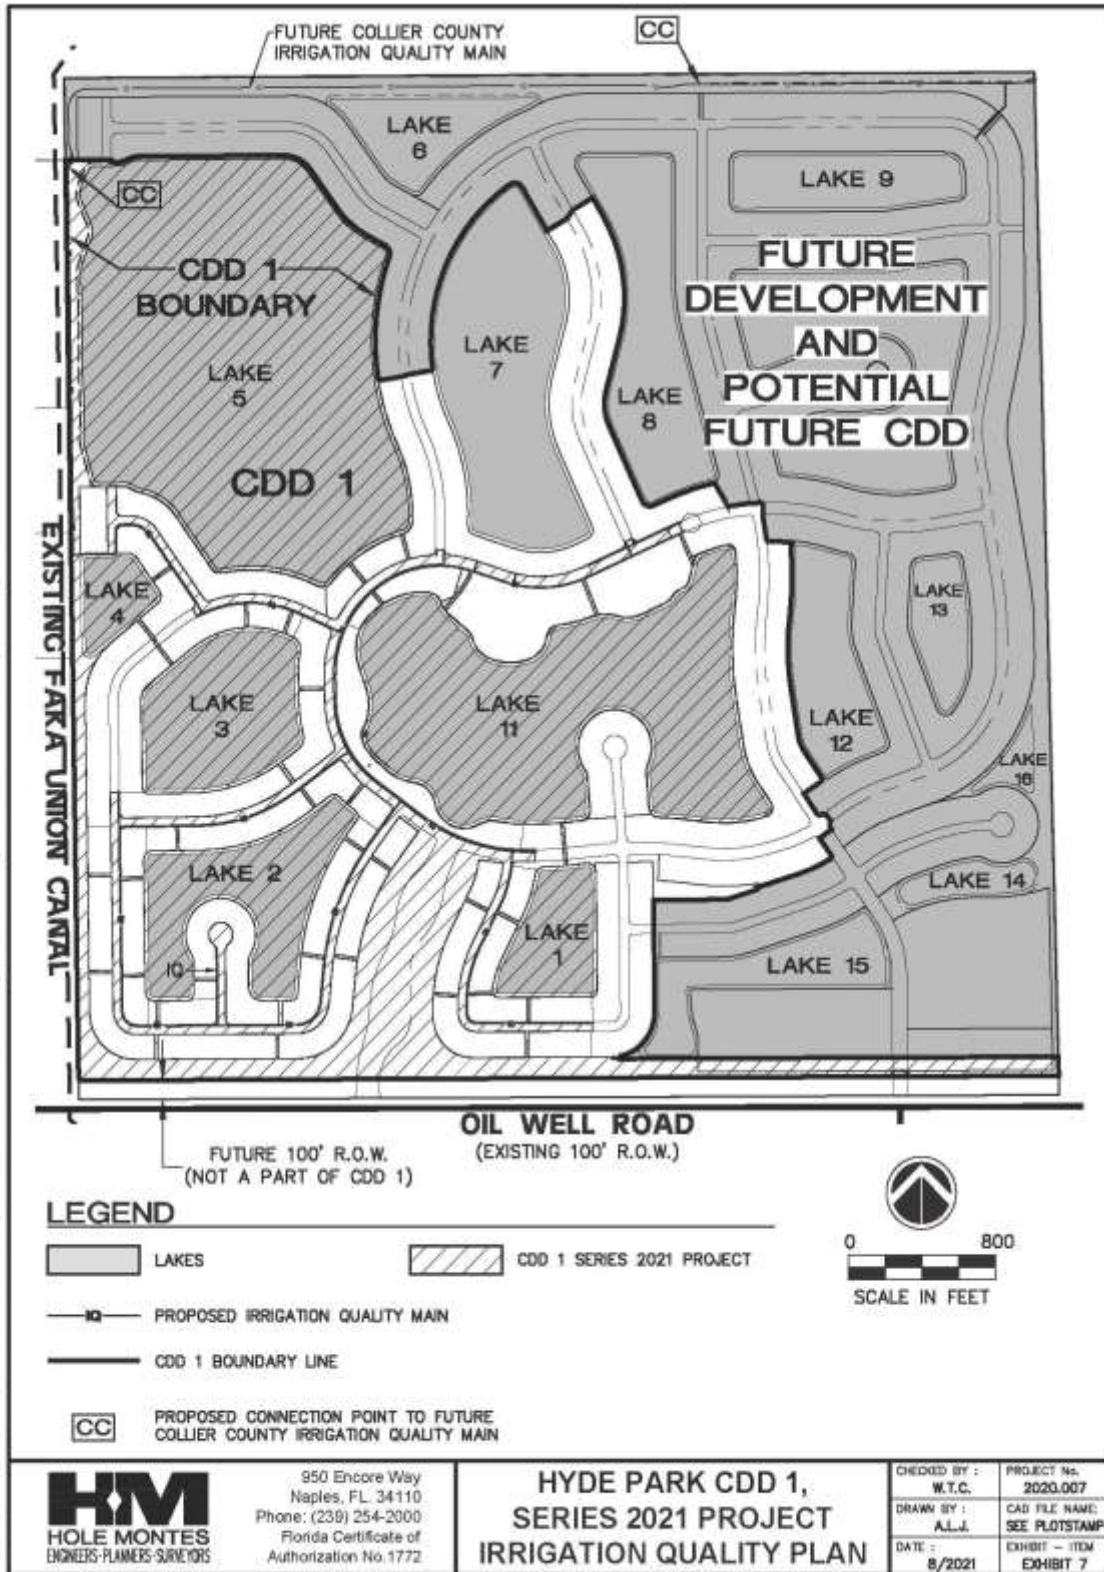 FUTURE COLLIER COUNTY
IRRIGATION QUALITY MAIN
CC
LAKE
6
LAKE 9
CC
CDD 1
BOUNDARY
FUTURE
DEVELOPMENT
AND
POTENTIAL
FUTURE CDD
LAKE
5
LAKE
7
LAKE
8
CDD 1
EXISTING FAKA UNION CANAL
LAKE
4
LAKE
13
LAKE
3
LAKE
11
LAKE
12
LAKE
16
LAKE 2
LAKE 14
LAKE
1
LAKE 15
IQ
OIL WELL ROAD
(EXISTING 100' R.O.W.)
FUTURE 100' R.O.W.
(NOT A PART OF CDD 1)
LEGEND
LAKES
CDD 1 SERIES 2021 PROJECT
0 800
SCALE IN FEET
IQ
PROPOSED IRRIGATION QUALITY MAIN
CDD 1 BOUNDARY LINE
CC
PROPOSED CONNECTION POINT TO FUTURE
COLLIER COUNTY IRRIGATION QUALITY MAIN
HM
HOLE MONTES
ENGINEERS·PLANNERS·SURVEYORS
950 Encore Way
Naples, FL. 34110
Phone: (239) 254-2000
Florida Certificate of
Authorization No.1772
HYDE PARK CDD 1,
SERIES 2021 PROJECT
IRRIGATION QUALITY PLAN
CHECKED BY :
W.T.C.
PROJECT No.
2020.007
DRAWN BY :
A.L.J.
CAD FILE NAME:
SEE PLOTSTAMP
DATE :
8/2021
EXHIBIT - ITEM
EXHIBIT 7